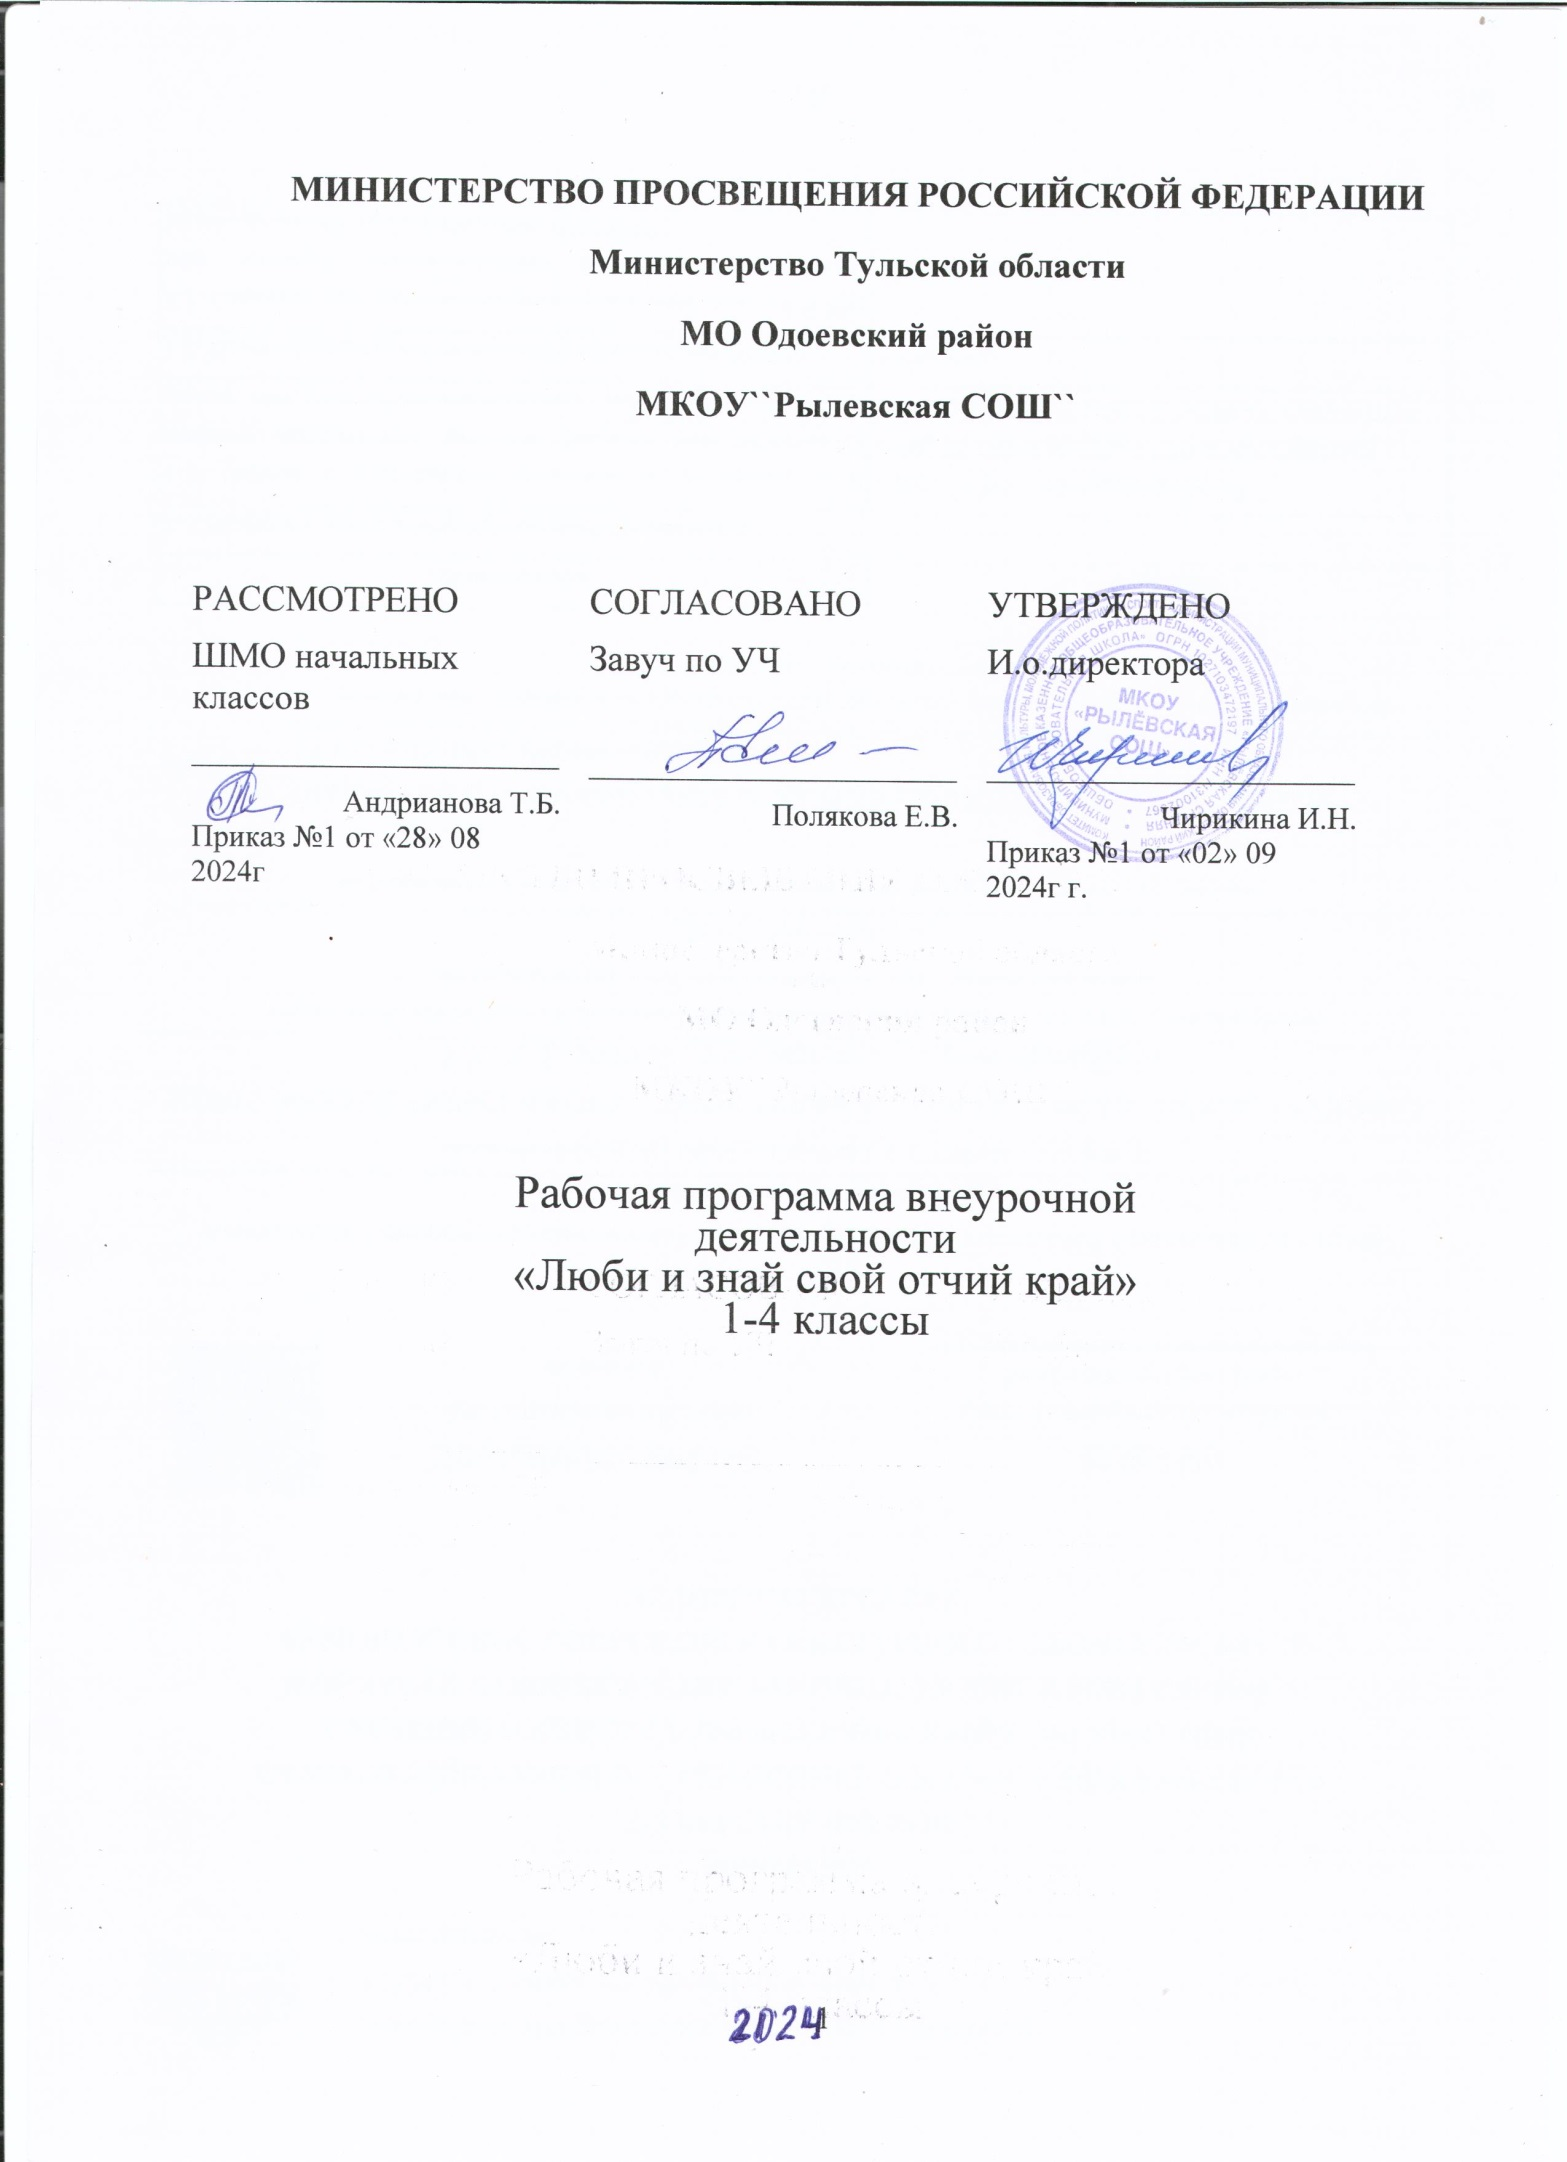 МИНИСТЕРСТВО ПРОСВЕЩЕНИЯ РОССИЙСКОЙ ФЕДЕРАЦИИ
Министерство Тульской области
МО Одоевский район
МКОУ``Рылевская СОШ``
РАССМОТРЕНО
ШМО начальных
классов
Андрианова Т.Б.
Приказ №1 от «28» 08
2024г
СОГЛАСОВАНО
Завуч по УЧ
Полякова Е.В.
УТВЕРЖДЕНО
И.о.директора
МКОУ
«РЫЛЁВСКАЯ
СОШ»
Чирикина И.Н.
Приказ №1 от «02» 09
2024г г.
Рабочая программа внеурочной
деятельности
«Люби и знай свой отчий край»
1-4 классы
2024
1